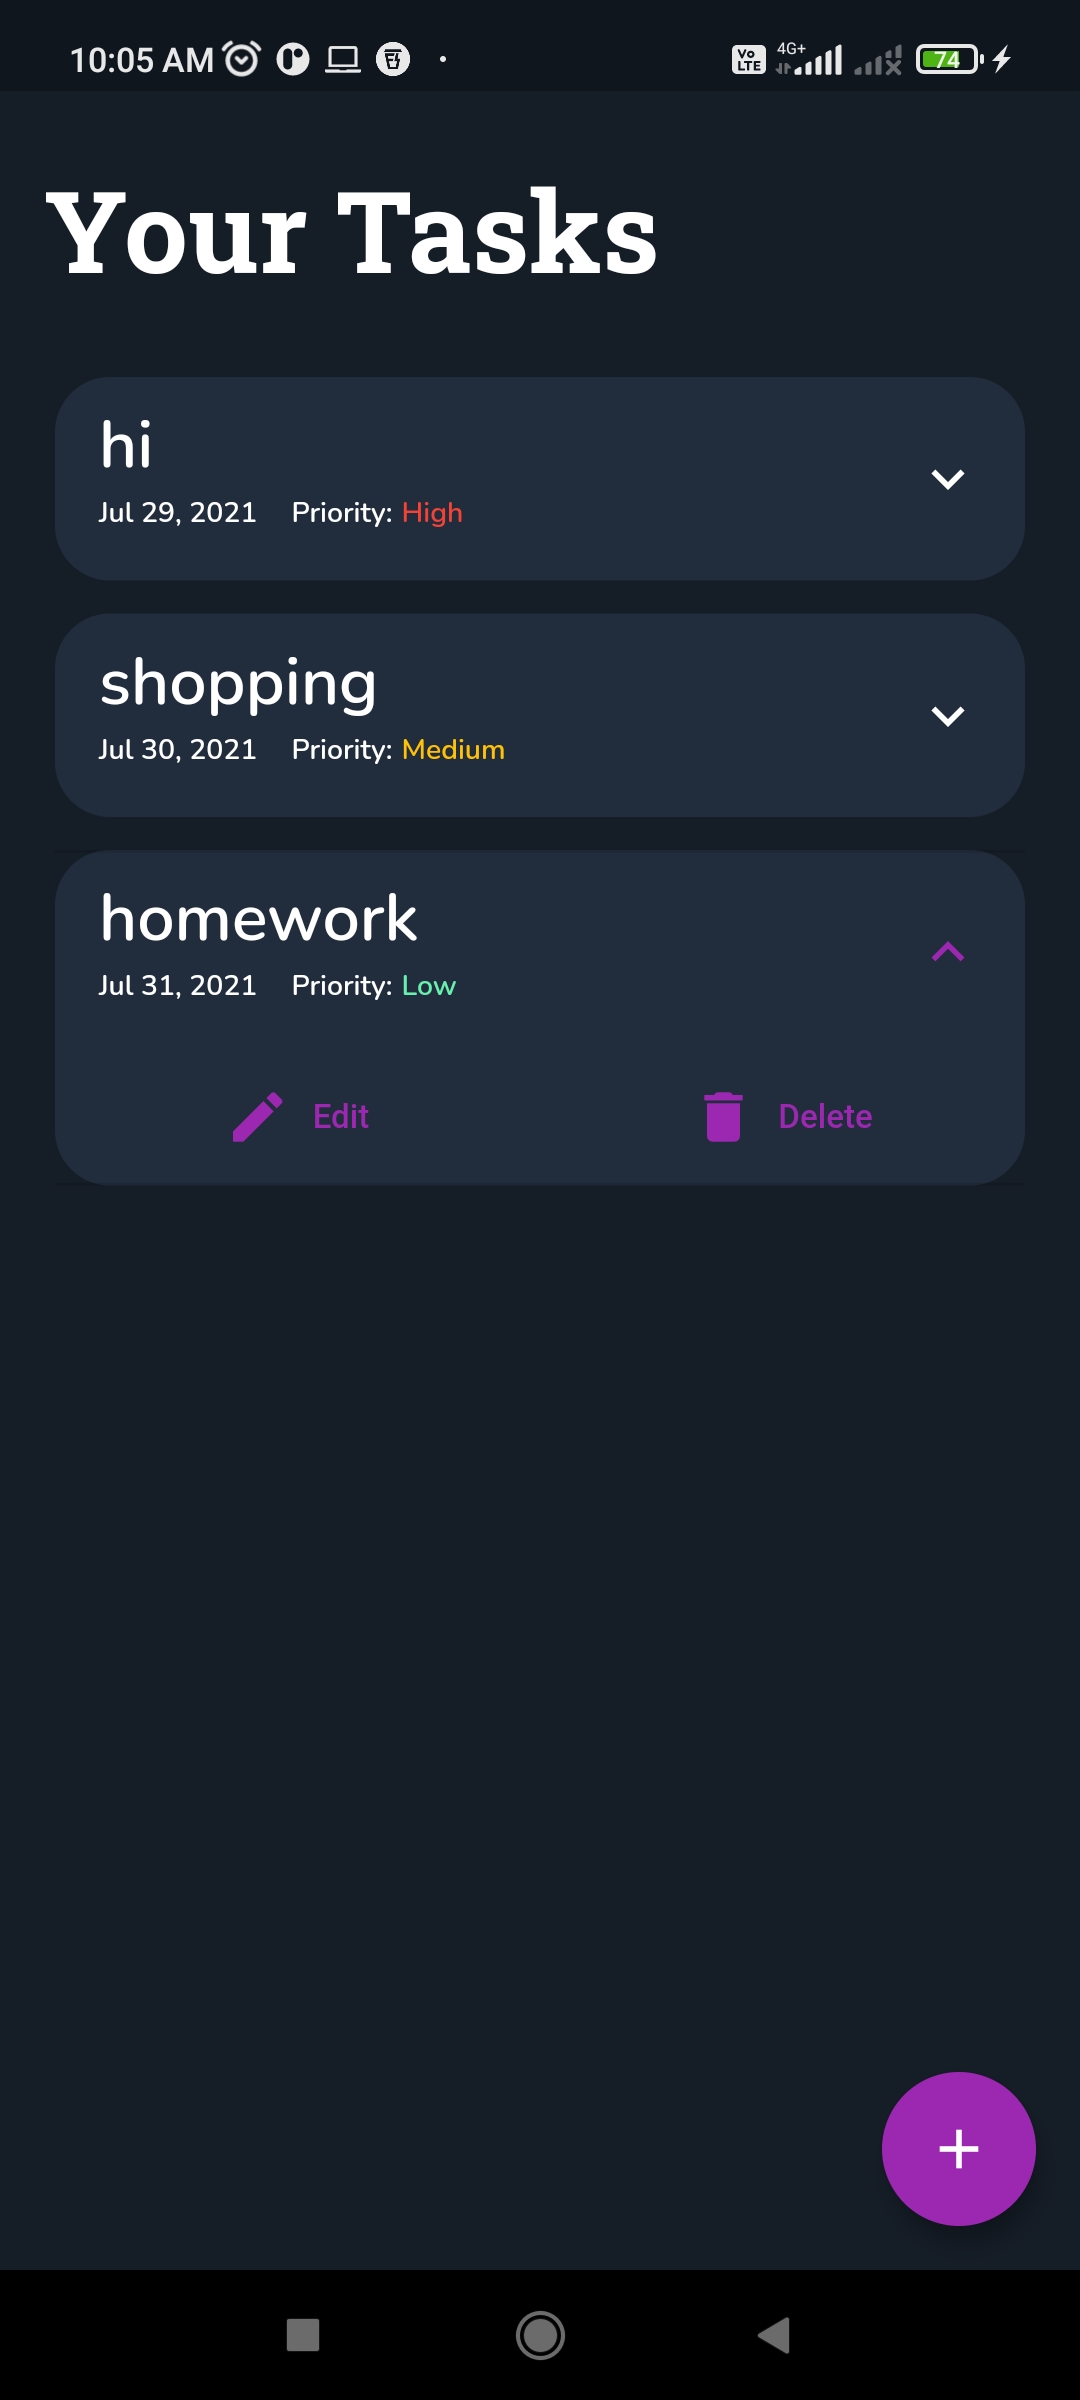 10:05 AM Vo LTE 4G+ 74
Your Tasks
hi
Jul 29, 2021 Priority: High
shopping
Jul 30, 2021 Priority: Medium
homework
Jul 31, 2021 Priority: Low
Edit Delete